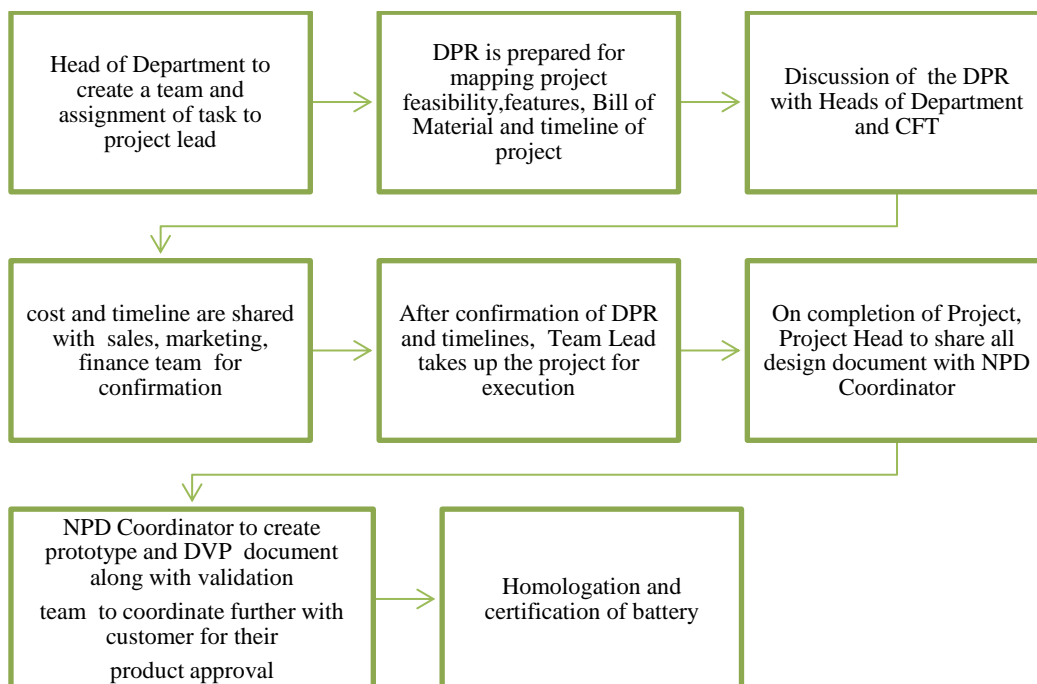 Head of Department to
create a team and
assignment of task to
project lead
DPR is prepared for
mapping project
feasibility,features, Bill of
Material and timeline of
project
Discussion of the DPR
with Heads of Department
and CFT
cost and timeline are shared
with sales, marketing,
finance team for
confirmation
After confirmation of DPR
and timelines, Team Lead
takes up the project for
execution
On completion of Project,
Project Head to share all
design document with NPD
Coordinator
NPD Coordinator to create
prototype and DVP document
along with validation
team to coordinate further with
customer for their
product approval
Homologation and
certification of battery